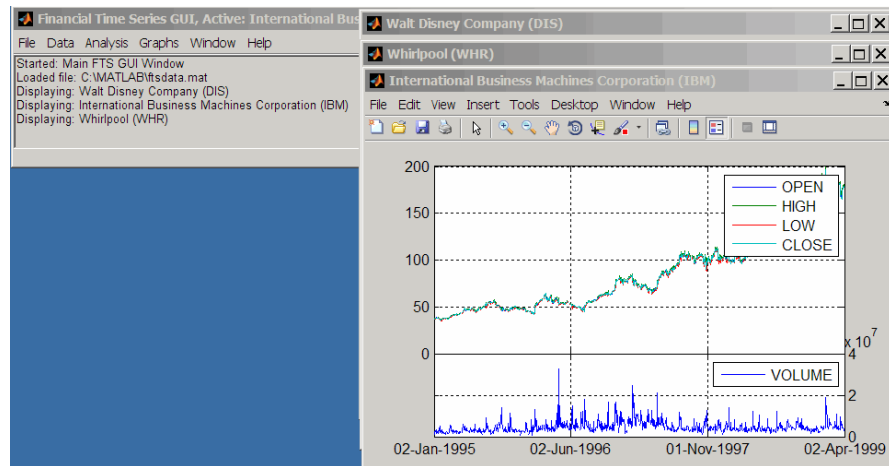 Financial Time Series GUI, Active: International Bus
File Data Analysis Graphs Window Help
Started: Main FTS GUI Window
Loaded file: C:\MATLAB\ftsdata.mat
Displaying: Walt Disney Company (DIS)
Displaying: International Business Machines Corporation (IBM)
Displaying: Whirlpool (WHR)
Walt Disney Company (DIS)
Whirlpool (WHR)
International Business Machines Corporation (IBM)
File Edit View Insert Tools Desktop Window Help
200
150
100
50
0
OPEN
HIGH
LOW
CLOSE
x 10^7
4
2
0
VOLUME
02-Jan-1995 02-Jun-1996 01-Nov-1997 02-Apr-1999